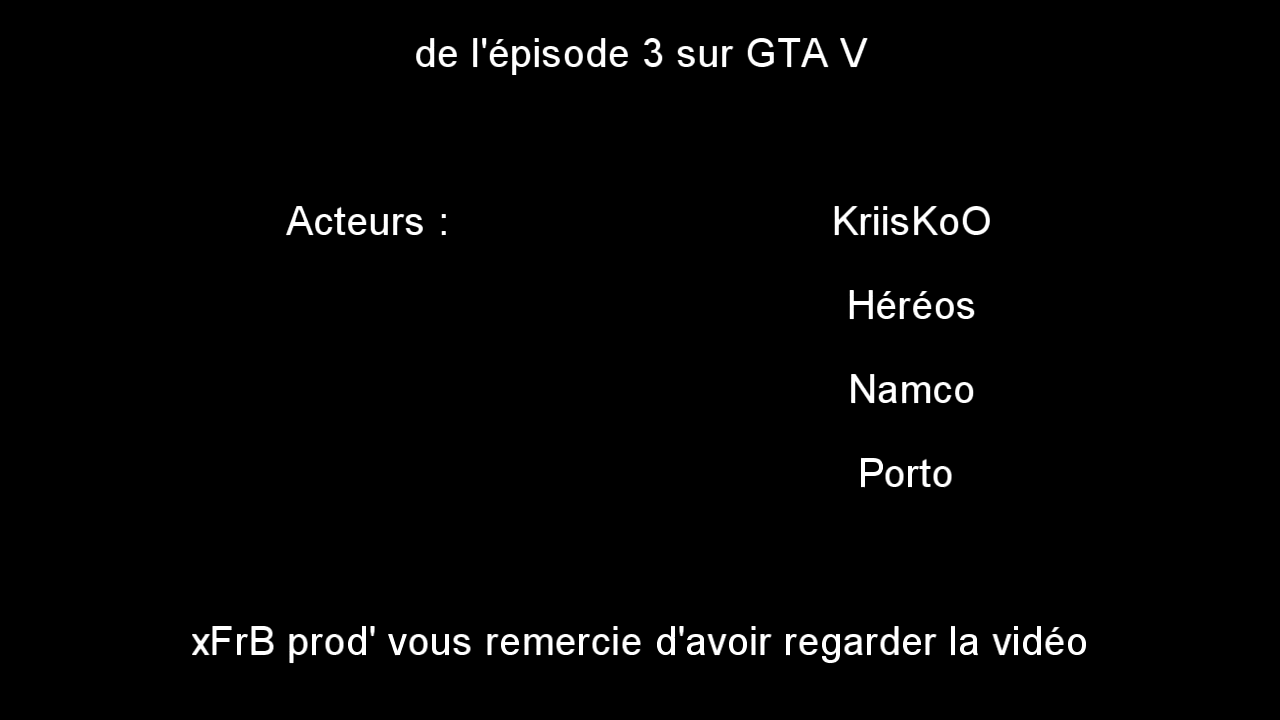 de l'épisode 3 sur GTA V
Acteurs : KriisKoO
Héréos
Namco
Porto
xFrB prod' vous remercie d'avoir regarder la vidéo